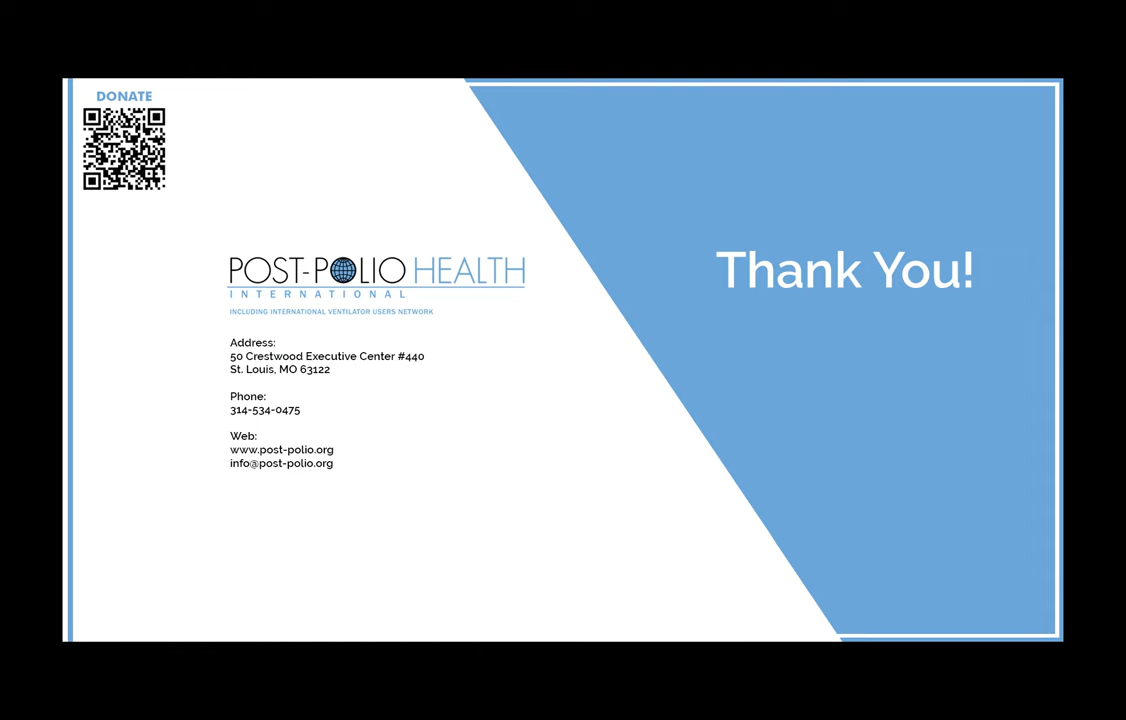 DONATE
POST-POLIO HEALTH
INTERNATIONAL
INCLUDING INTERNATIONAL VENTILATOR USERS NETWORK
Address:
50 Crestwood Executive Center #440
St. Louis, MO 63122
Phone:
314-534-0475
Web:
www.post-polio.org
info@post-polio.org
Thank You!